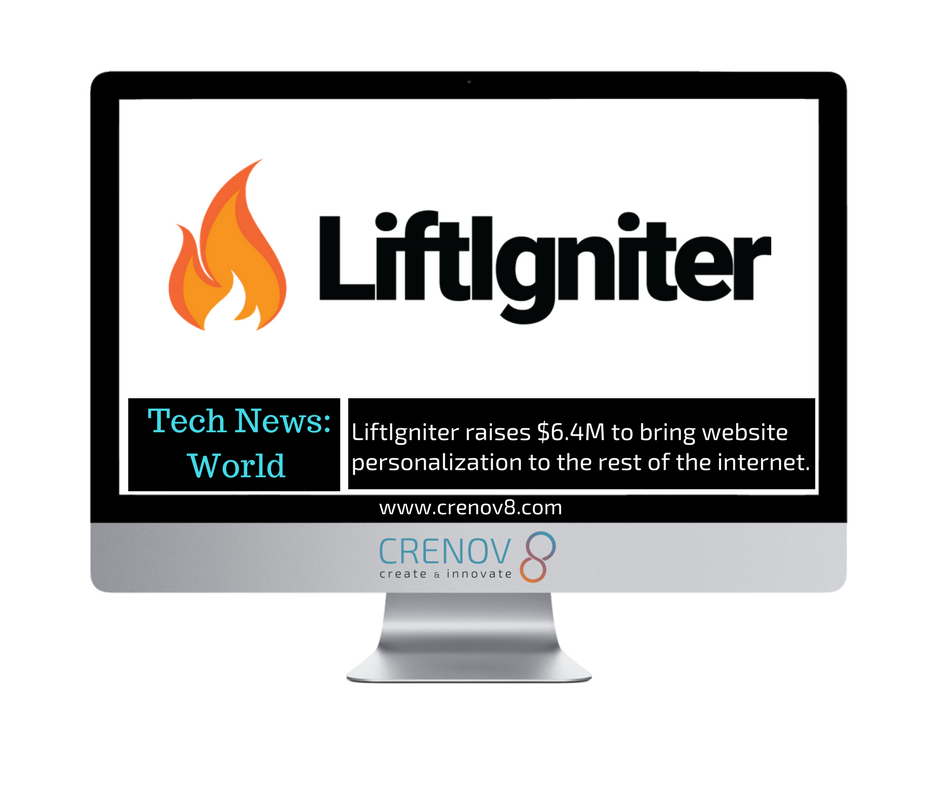 LiftIgniter
Tech News:
World
LiftIgniter raises $6.4M to bring website
personalization to the rest of the internet.
www.crenov8.com
CRENOV 8
create & innovate